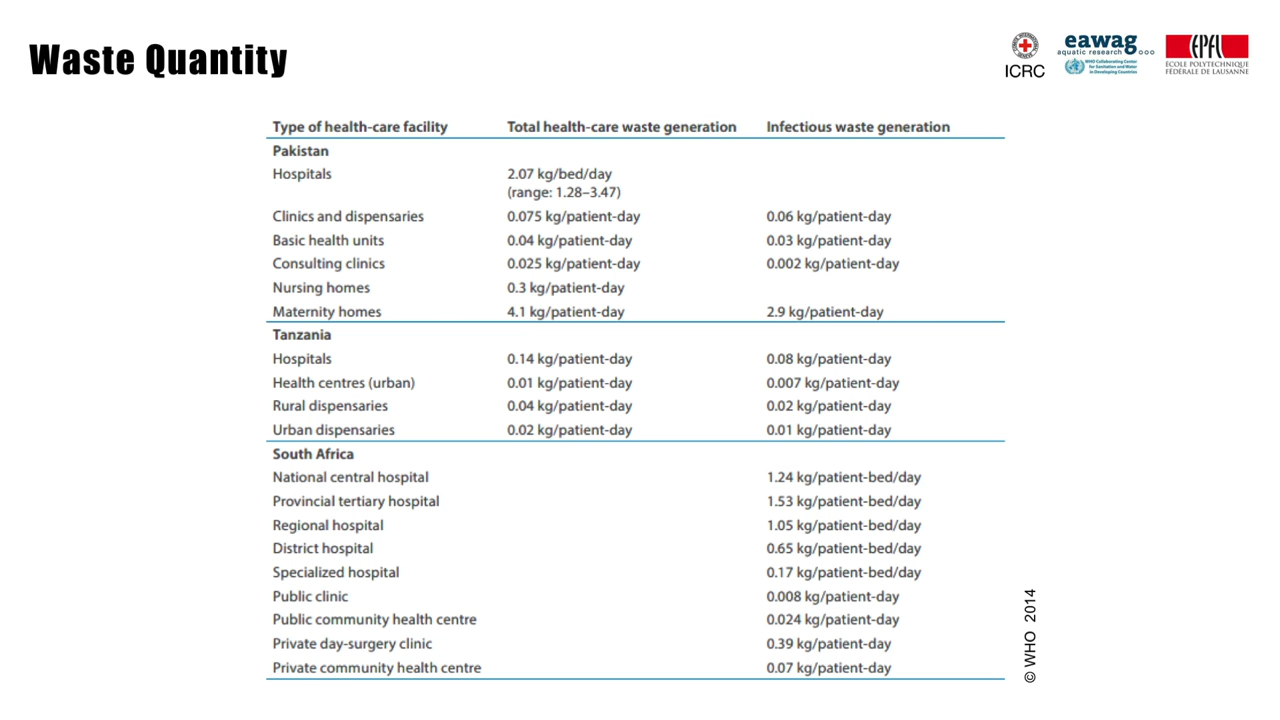 Waste Quantity
ICRC
eawag
aquatic research
WHO Collaborating Center
for Sanitation and Water
in Developing Countries
EPFL
ÉCOLE POLYTECHNIQUE
FÉDÉRALE DE LAUSANNE
Type of health-care facility Total health-care waste generation Infectious waste generation
Pakistan
Hospitals 2.07 kg/bed/day
(range: 1.28–3.47)
Clinics and dispensaries 0.075 kg/patient-day 0.06 kg/patient-day
Basic health units 0.04 kg/patient-day 0.03 kg/patient-day
Consulting clinics 0.025 kg/patient-day 0.002 kg/patient-day
Nursing homes 0.3 kg/patient-day
Maternity homes 4.1 kg/patient-day 2.9 kg/patient-day
Tanzania
Hospitals 0.14 kg/patient-day 0.08 kg/patient-day
Health centres (urban) 0.01 kg/patient-day 0.007 kg/patient-day
Rural dispensaries 0.04 kg/patient-day 0.02 kg/patient-day
Urban dispensaries 0.02 kg/patient-day 0.01 kg/patient-day
South Africa
National central hospital 1.24 kg/patient-bed/day
Provincial tertiary hospital 1.53 kg/patient-bed/day
Regional hospital 1.05 kg/patient-bed/day
District hospital 0.65 kg/patient-bed/day
Specialized hospital 0.17 kg/patient-bed/day
Public clinic 0.008 kg/patient-day
Public community health centre 0.024 kg/patient-day
Private day-surgery clinic 0.39 kg/patient-day
Private community health centre 0.07 kg/patient-day
© WHO 2014